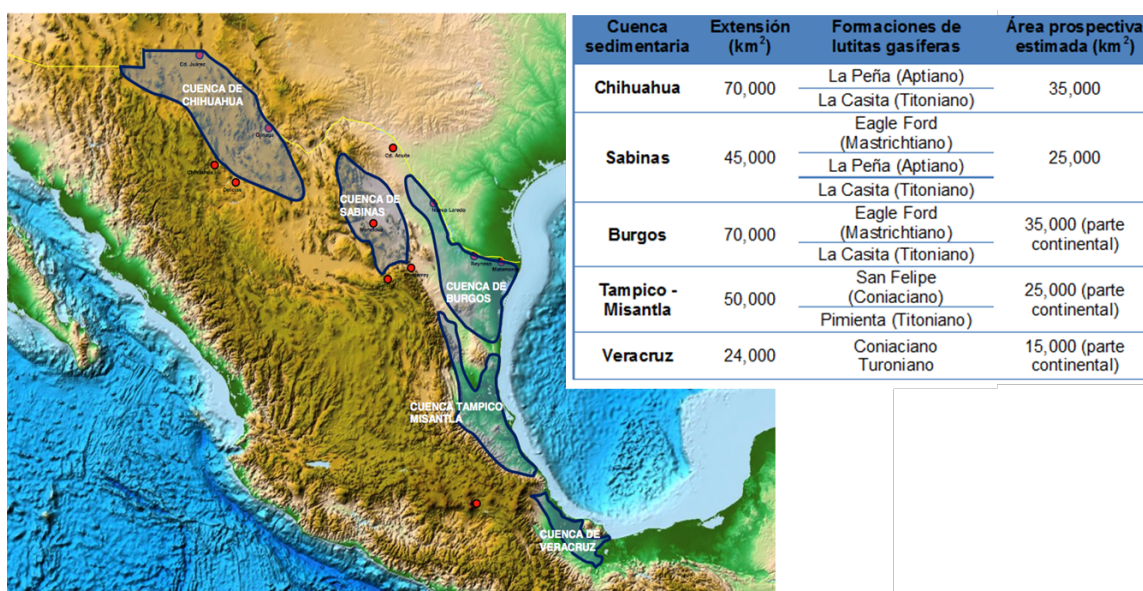 Cuenca sedimentaria
Extensión (km²)
Formaciones de lutitas gasíferas
Área prospectiva estimada (km²)
Chihuahua
70,000
La Peña (Aptiano)
La Casita (Titoniano)
35,000
Sabinas
45,000
Eagle Ford
(Mastrichtiano)
La Peña (Aptiano)
La Casita (Titoniano)
25,000
Burgos
70,000
Eagle Ford
(Mastrichtiano)
La Casita (Titoniano)
35,000 (parte
continental)
Tampico -
Misantla
50,000
San Felipe
(Coniaciano)
Pimienta (Titoniano)
25,000 (parte
continental)
Veracruz
24,000
Coniaciano
Turoniano
15,000 (parte
continental)
Cd. Juárez
CUENCA DE
CHIHUAHUA
Ojinaga
Cd. Acuña
Chihuahua
Delicias
CUENCA DE
SABINAS
Nuevo Laredo
Monclova
Reynosa
Matamoros
Monterrey
CUENCA DE
BURGOS
CUENCA TAMPICO
MISANTLA
CUENCA DE
VERACRUZ